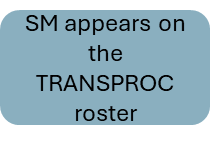 SM appears on
the
TRANSPROC
roster